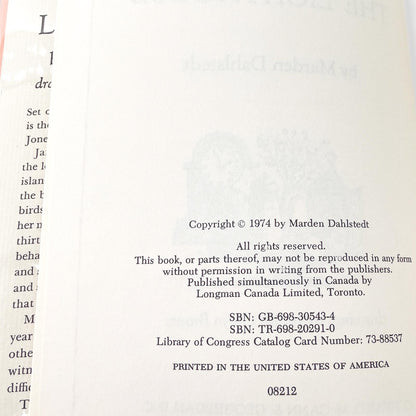 L
dra
Set o
is the
Jone
Ja
the l
islan
the b
birds
her n
thirt
beha
and s
and s
that
M
year
othe
witn
diffic
T
by Marden Dahlstedt
Copyright © 1974 by Marden Dahlstedt
All rights reserved.
This book, or parts thereof, may not be reproduced in any form
without permission in writing from the publishers.
Published simultaneously in Canada by
Longman Canada Limited, Toronto.
SBN: GB-698-30543-4
SBN: TR-698-20291-0
Library of Congress Catalog Card Number: 73-88537
PRINTED IN THE UNITED STATES OF AMERICA
08212